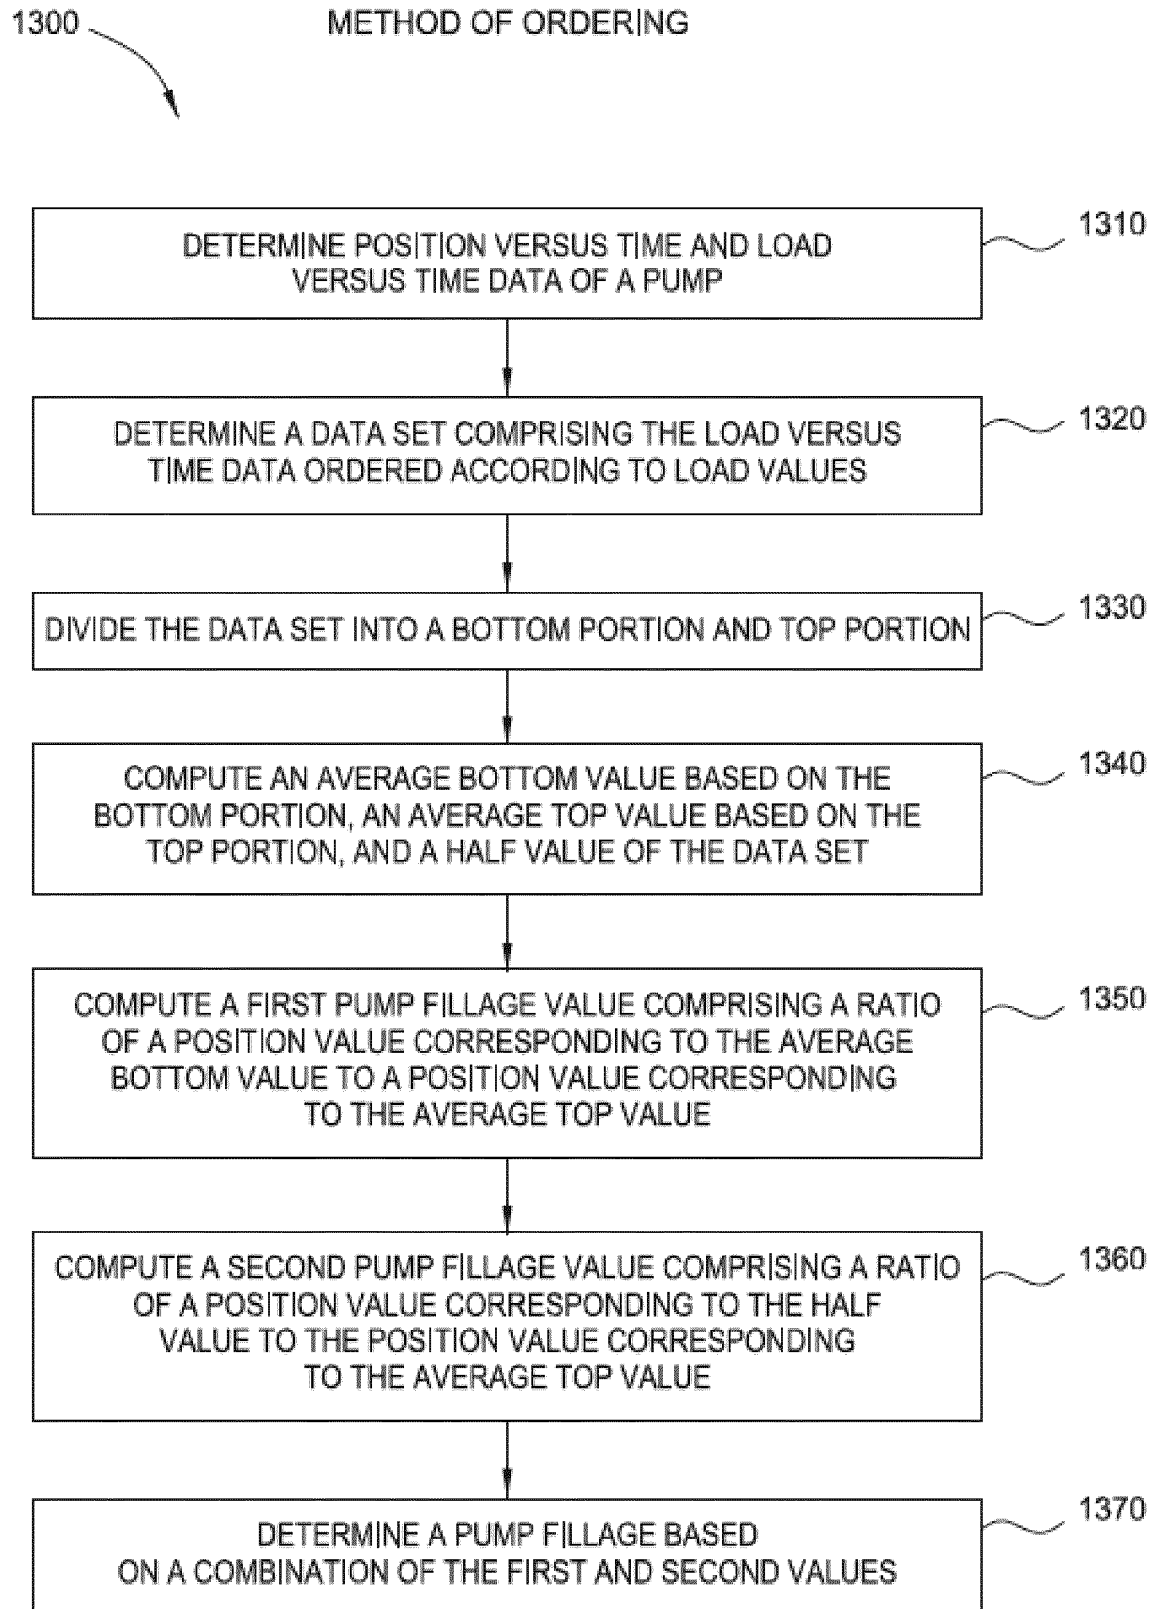 1300
METHOD OF ORDERING
1310
DETERMINE POSITION VERSUS TIME AND LOAD
VERSUS TIME DATA OF A PUMP
1320
DETERMINE A DATA SET COMPRISING THE LOAD VERSUS
TIME DATA ORDERED ACCORDING TO LOAD VALUES
1330
DIVIDE THE DATA SET INTO A BOTTOM PORTION AND TOP PORTION
1340
COMPUTE AN AVERAGE BOTTOM VALUE BASED ON THE
BOTTOM PORTION, AN AVERAGE TOP VALUE BASED ON THE
TOP PORTION, AND A HALF VALUE OF THE DATA SET
1350
COMPUTE A FIRST PUMP FILLAGE VALUE COMPRISING A RATIO
OF A POSITION VALUE CORRESPONDING TO THE AVERAGE
BOTTOM VALUE TO A POSITION VALUE CORRESPONDING
TO THE AVERAGE TOP VALUE
1360
COMPUTE A SECOND PUMP FILLAGE VALUE COMPRISING A RATIO
OF A POSITION VALUE CORRESPONDING TO THE HALF
VALUE TO THE POSITION VALUE CORRESPONDING
TO THE AVERAGE TOP VALUE
1370
DETERMINE A PUMP FILLAGE BASED
ON A COMBINATION OF THE FIRST AND SECOND VALUES